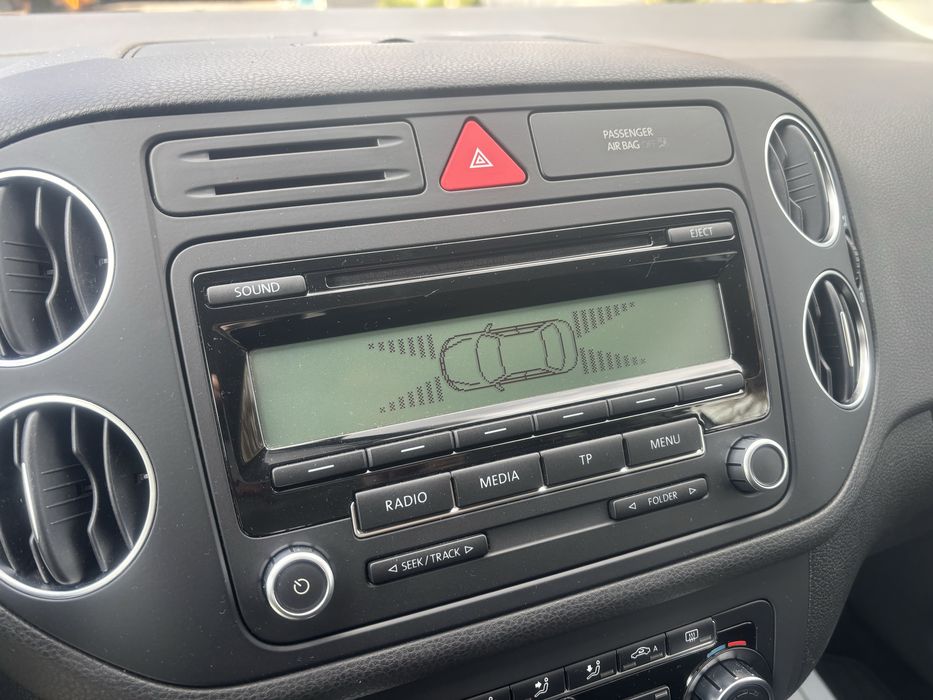 PASSENGER
AIR BAG OFF
EJECT
SOUND
RADIO
MEDIA
TP
MENU
SEEK / TRACK
FOLDER
A